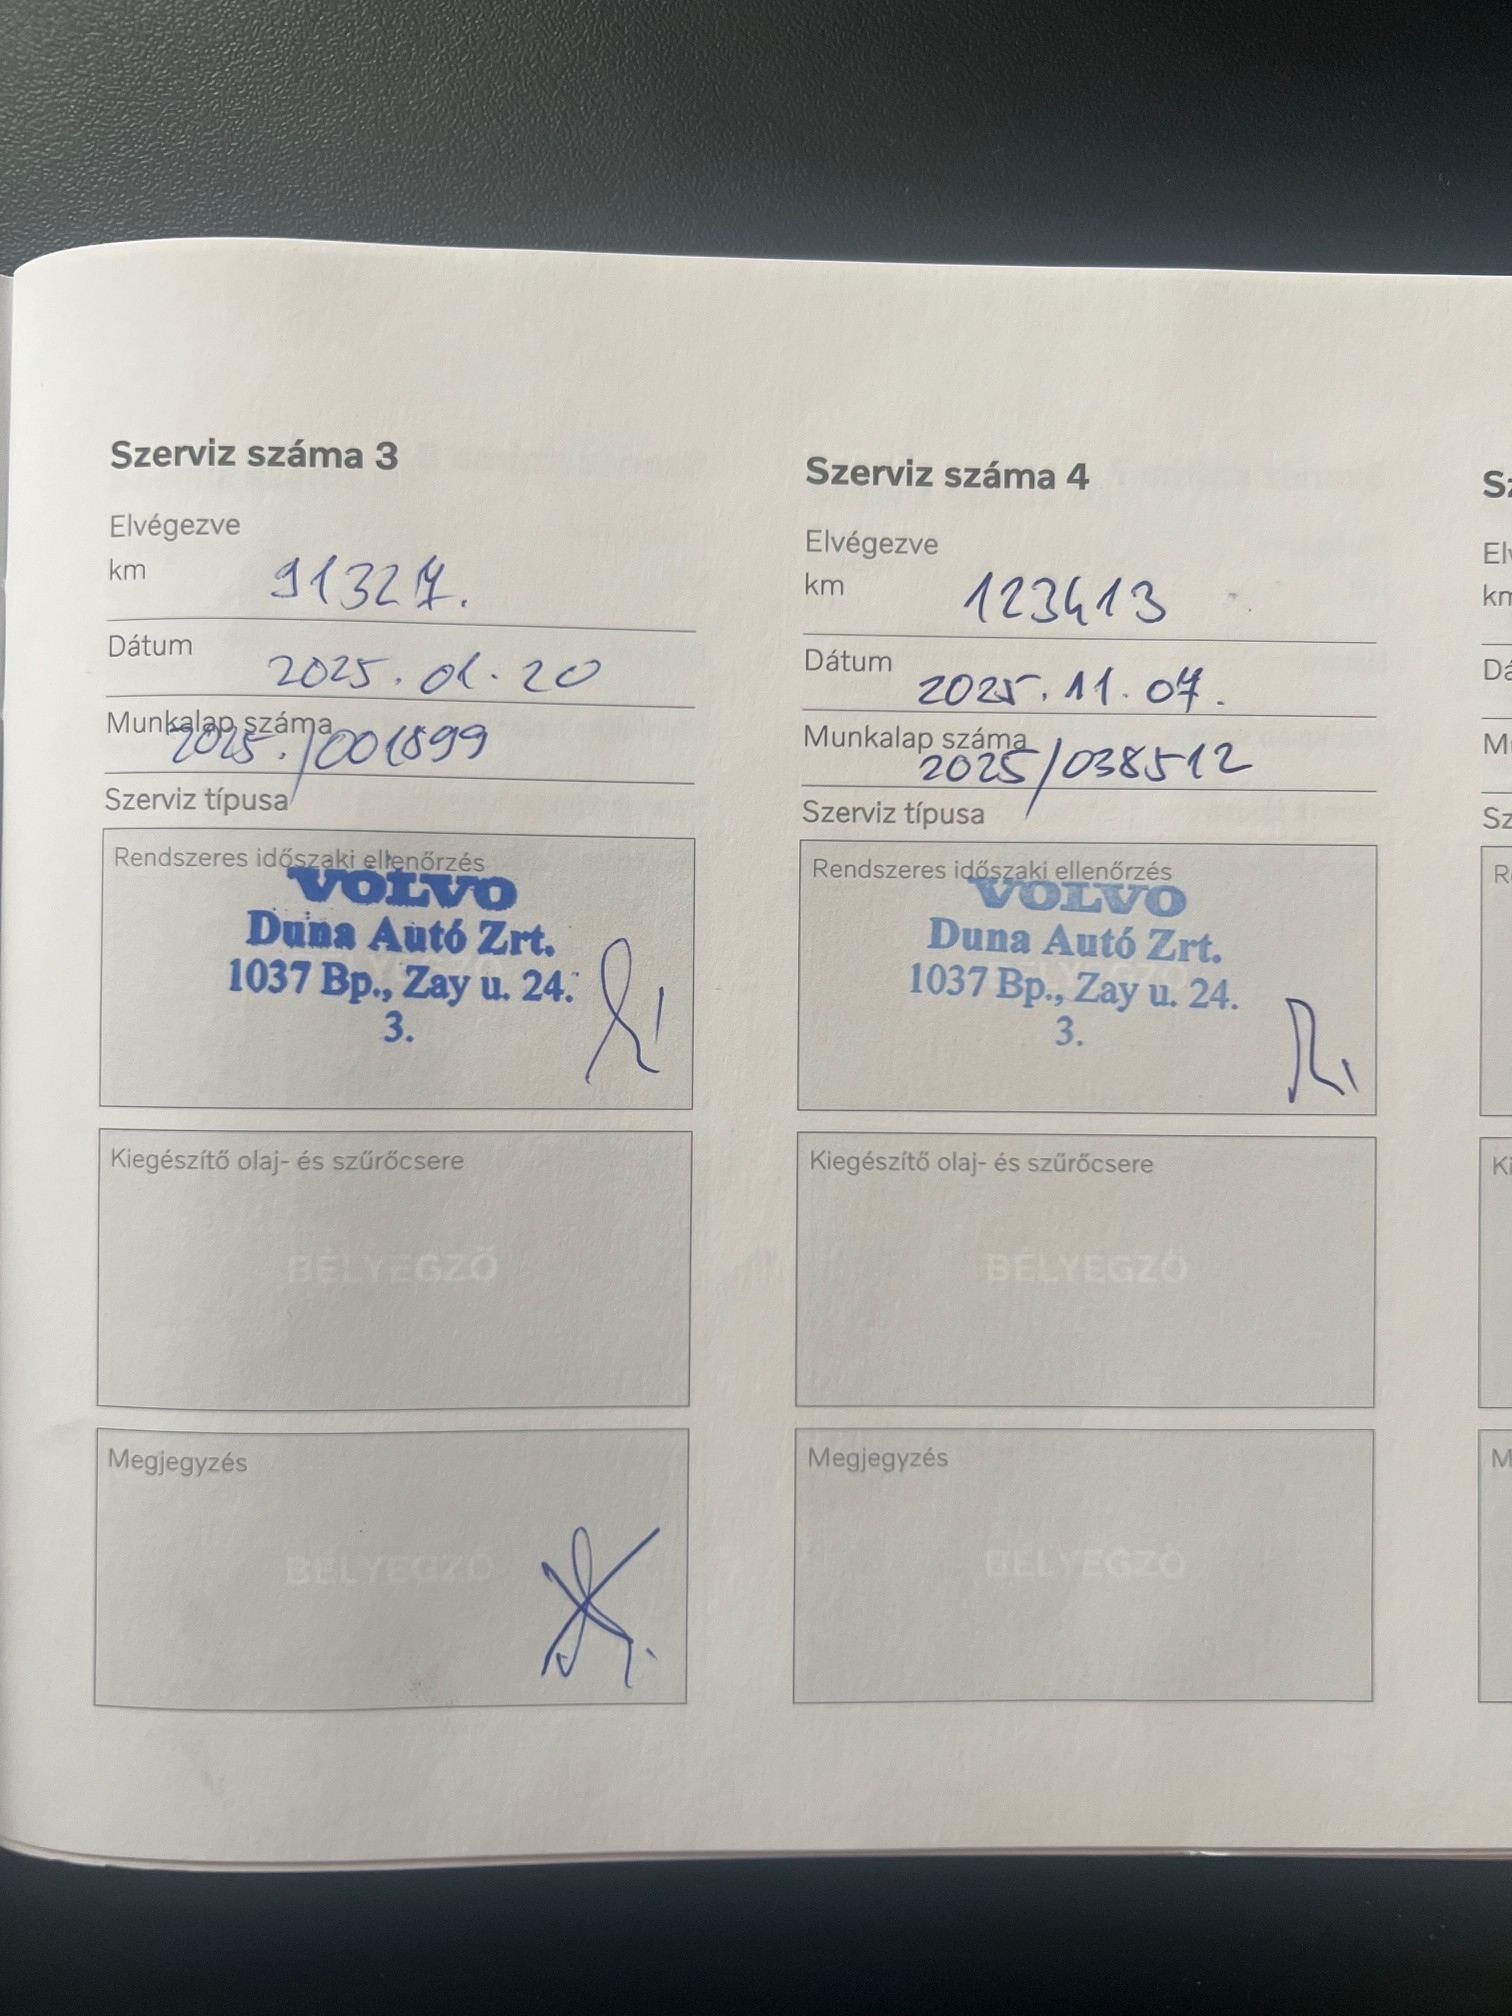 Szerviz száma 3
Elvégezve
km 91327.
Dátum 2025.01.20
Munkalap száma
2025./001899
Szerviz típusa
Rendszeres időszaki ellenőrzés
VOLVO
Duna Autó Zrt.
1037 Bp., Zay u. 24.
3.
Kiegészítő olaj- és szűrőcsere
BÉLYEGZŐ
Megjegyzés
BÉLYEGZŐ
Szerviz száma 4
Elvégezve
km 123413
Dátum 2025.11.07.
Munkalap száma
2025/038512
Szerviz típusa
Rendszeres időszaki ellenőrzés
VOLVO
Duna Autó Zrt.
1037 Bp., Zay u. 24.
3.
Kiegészítő olaj- és szűrőcsere
BÉLYEGZŐ
Megjegyzés
BÉLYEGZŐ